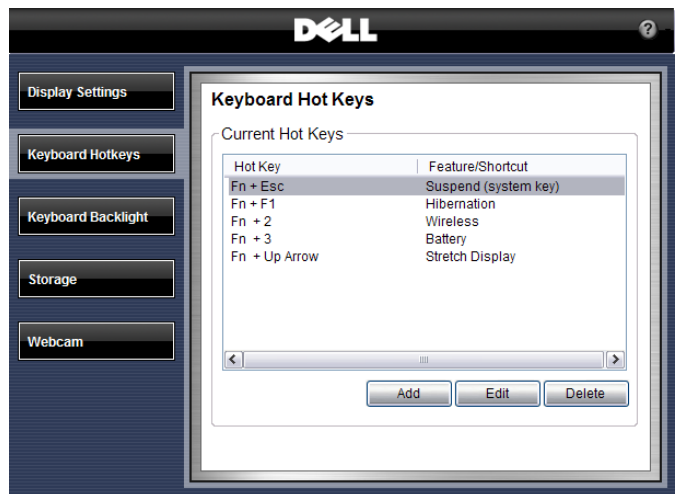 DELL
?
Display Settings
Keyboard Hotkeys
Keyboard Backlight
Storage
Webcam
Keyboard Hot Keys
Current Hot Keys
Hot Key Feature/Shortcut
Fn + Esc Suspend (system key)
Fn + F1 Hibernation
Fn + 2 Wireless
Fn + 3 Battery
Fn + Up Arrow Stretch Display
Add Edit Delete